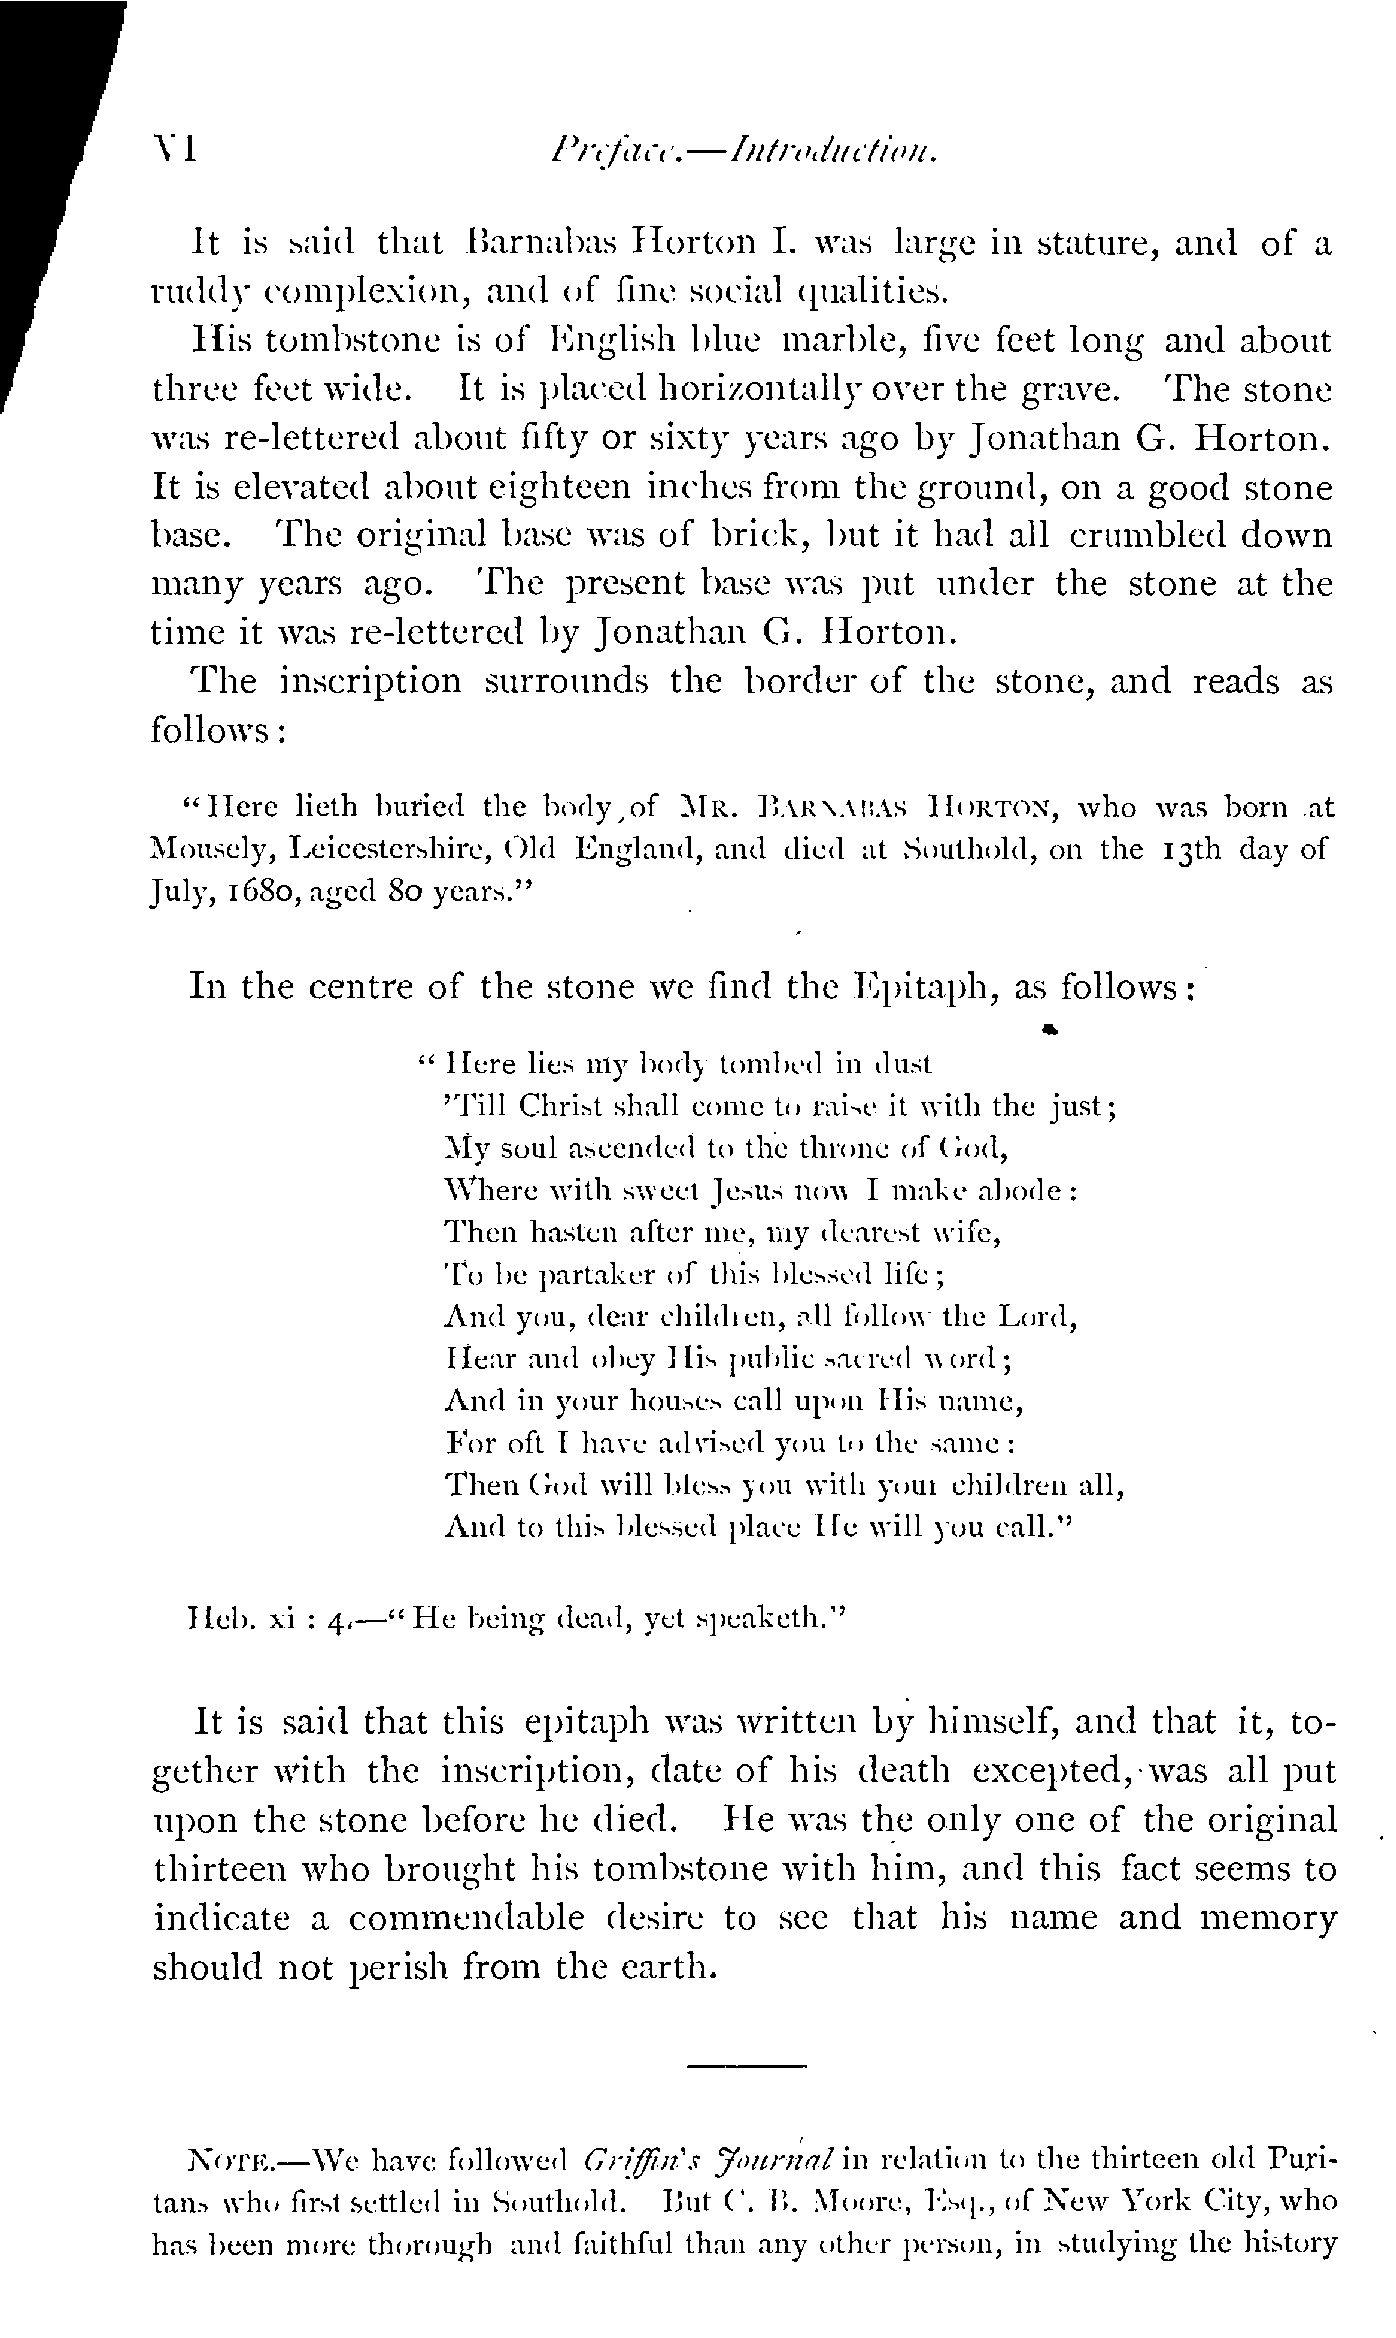 VI Preface.—Introduction.
It is said that Barnabas Horton I. was large in stature, and of a
ruddy complexion, and of fine social qualities.
His tombstone is of English blue marble, five feet long and about
three feet wide. It is placed horizontally over the grave. The stone
was re-lettered about fifty or sixty years ago by Jonathan G. Horton.
It is elevated about eighteen inches from the ground, on a good stone
base. The original base was of brick, but it had all crumbled down
many years ago. The present base was put under the stone at the
time it was re-lettered by Jonathan G. Horton.
The inscription surrounds the border of the stone, and reads as
follows:
"Here lieth buried the body of MR. BARNABAS HORTON, who was born at
Mousely, Leicestershire, Old England, and died at Southold, on the 13th day of
July, 1680, aged 80 years."
In the centre of the stone we find the Epitaph, as follows:
"Here lies my body tombed in dust
'Till Christ shall come to raise it with the just;
My soul ascended to the throne of God,
Where with sweet Jesus now I make abode:
Then hasten after me, my dearest wife,
To be partaker of this blessed life;
And you, dear children, all follow the Lord,
Hear and obey His public sacred word;
And in your houses call upon His name,
For oft I have advised you to the same:
Then God will bless you with your children all,
And to this blessed place He will you call."
Heb. xi : 4.—"He being dead, yet speaketh."
It is said that this epitaph was written by himself, and that it, to-
gether with the inscription, date of his death excepted, was all put
upon the stone before he died. He was the only one of the original
thirteen who brought his tombstone with him, and this fact seems to
indicate a commendable desire to see that his name and memory
should not perish from the earth.
NOTE.—We have followed Griffin's Journal in relation to the thirteen old Puri-
tans who first settled in Southold. But C. B. Moore, Esq., of New York City, who
has been more thorough and faithful than any other person, in studying the history